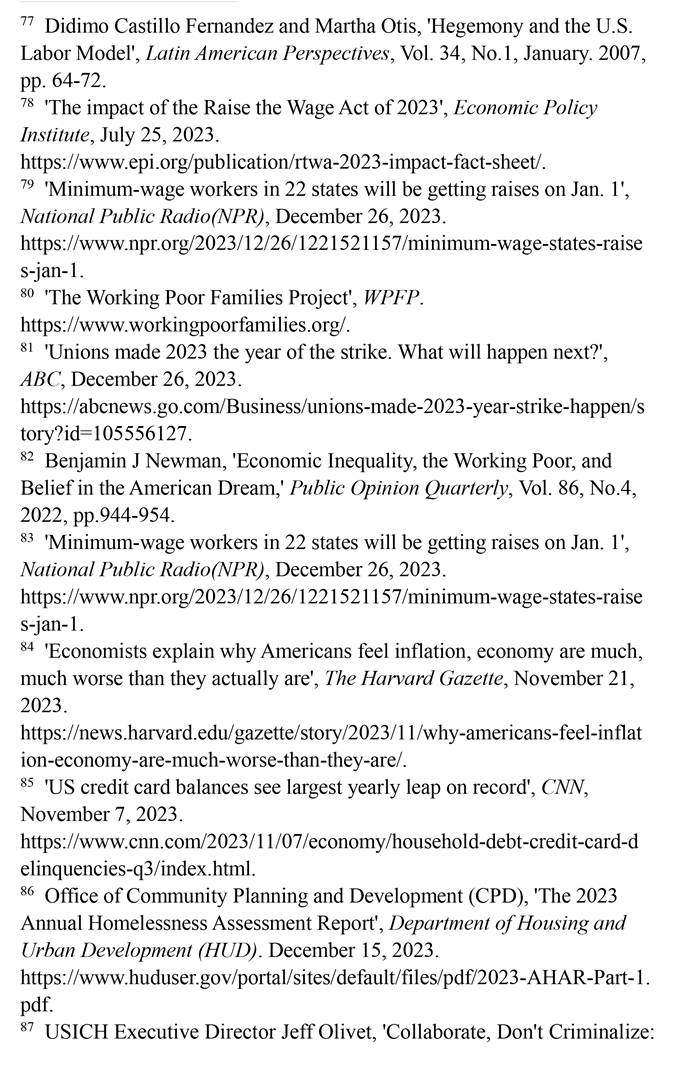 77 Didimo Castillo Fernandez and Martha Otis, 'Hegemony and the U.S.
Labor Model', Latin American Perspectives, Vol. 34, No.1, January. 2007,
pp. 64-72.
78 'The impact of the Raise the Wage Act of 2023', Economic Policy
Institute, July 25, 2023.
https://www.epi.org/publication/rtwa-2023-impact-fact-sheet/.
79 'Minimum-wage workers in 22 states will be getting raises on Jan. 1',
National Public Radio(NPR), December 26, 2023.
https://www.npr.org/2023/12/26/1221521157/minimum-wage-states-raise
s-jan-1.
80 'The Working Poor Families Project', WPFP.
https://www.workingpoorfamilies.org/.
81 'Unions made 2023 the year of the strike. What will happen next?',
ABC, December 26, 2023.
https://abcnews.go.com/Business/unions-made-2023-year-strike-happen/s
tory?id=105556127.
82 Benjamin J Newman, 'Economic Inequality, the Working Poor, and
Belief in the American Dream,' Public Opinion Quarterly, Vol. 86, No.4,
2022, pp.944-954.
83 'Minimum-wage workers in 22 states will be getting raises on Jan. 1',
National Public Radio(NPR), December 26, 2023.
https://www.npr.org/2023/12/26/1221521157/minimum-wage-states-raise
s-jan-1.
84 'Economists explain why Americans feel inflation, economy are much,
much worse than they actually are', The Harvard Gazette, November 21,
2023.
https://news.harvard.edu/gazette/story/2023/11/why-americans-feel-inflat
ion-economy-are-much-worse-than-they-are/.
85 'US credit card balances see largest yearly leap on record', CNN,
November 7, 2023.
https://www.cnn.com/2023/11/07/economy/household-debt-credit-card-d
elinquencies-q3/index.html.
86 Office of Community Planning and Development (CPD), 'The 2023
Annual Homelessness Assessment Report', Department of Housing and
Urban Development (HUD). December 15, 2023.
https://www.huduser.gov/portal/sites/default/files/pdf/2023-AHAR-Part-1.
pdf.
87 USICH Executive Director Jeff Olivet, 'Collaborate, Don't Criminalize: